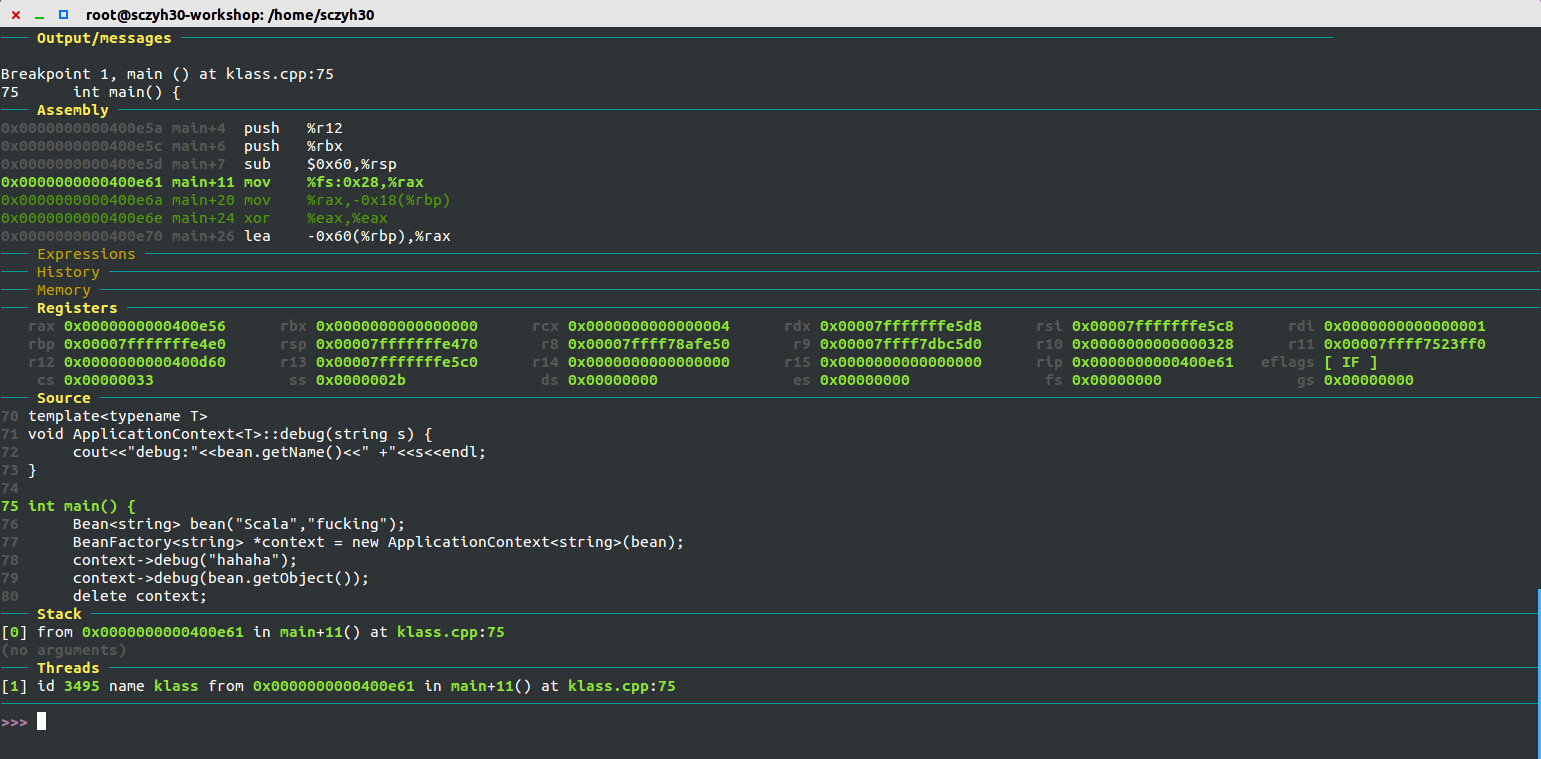 root@sczyh30-workshop: /home/sczyh30
Output/messages
Breakpoint 1, main () at klass.cpp:75
75      int main() {
Assembly
0x0000000000400e5a main+4  push   %r12
0x0000000000400e5c main+6  push   %rbx
0x0000000000400e5d main+7  sub    $0x60,%rsp
0x0000000000400e61 main+11 mov    %fs:0x28,%rax
0x0000000000400e6a main+20 mov    %rax,-0x18(%rbp)
0x0000000000400e6e main+24 xor    %eax,%eax
0x0000000000400e70 main+26 lea    -0x60(%rbp),%rax
Expressions
History
Memory
Registers
rax 0x0000000000400e56      rbx 0x0000000000000000      rcx 0x0000000000000004      rdx 0x00007fffffffe5d8      rsi 0x00007fffffffe5c8      rdi 0x0000000000000001
rbp 0x00007fffffffe4e0      rsp 0x00007fffffffe470       r8 0x00007ffff78afe50       r9 0x00007ffff7dbc5d0      r10 0x0000000000000328      r11 0x00007ffff7523ff0
r12 0x0000000000400d60      r13 0x00007fffffffe5c0      r14 0x0000000000000000      r15 0x0000000000000000      rip 0x0000000000400e61   eflags [ IF ]
cs 0x00000033               ss 0x0000002b               ds 0x00000000               es 0x00000000               fs 0x00000000               gs 0x00000000
Source
70 template<typename T>
71 void ApplicationContext<T>::debug(string s) {
72      cout<<"debug:"<<bean.getName()<<" +"<<s<<endl;
73 }
74
75 int main() {
76      Bean<string> bean("Scala","fucking");
77      BeanFactory<string> *context = new ApplicationContext<string>(bean);
78      context->debug("hahaha");
79      context->debug(bean.getObject());
80      delete context;
Stack
[0] from 0x0000000000400e61 in main+11() at klass.cpp:75
(no arguments)
Threads
[1] id 3495 name klass from 0x0000000000400e61 in main+11() at klass.cpp:75
>>>